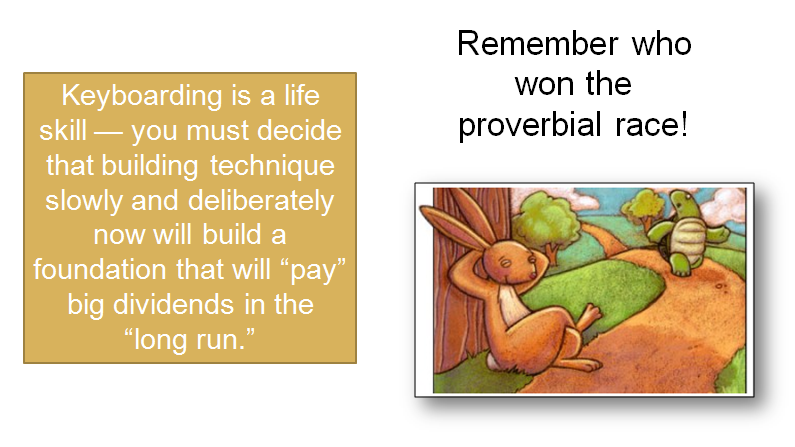 Keyboarding is a life
skill — you must decide
that building technique
slowly and deliberately
now will build a
foundation that will “pay”
big dividends in the
“long run.”
Remember who
won the
proverbial race!